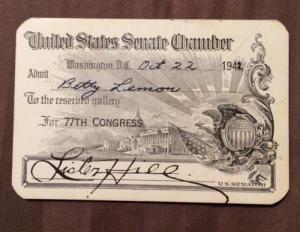 United States Senate Chamber
Washington, D.C. Oct 22 1942
Admit Betty Lemon
To the reserved gallery
For 77TH CONGRESS
Lister Hill
U.S. SENATOR